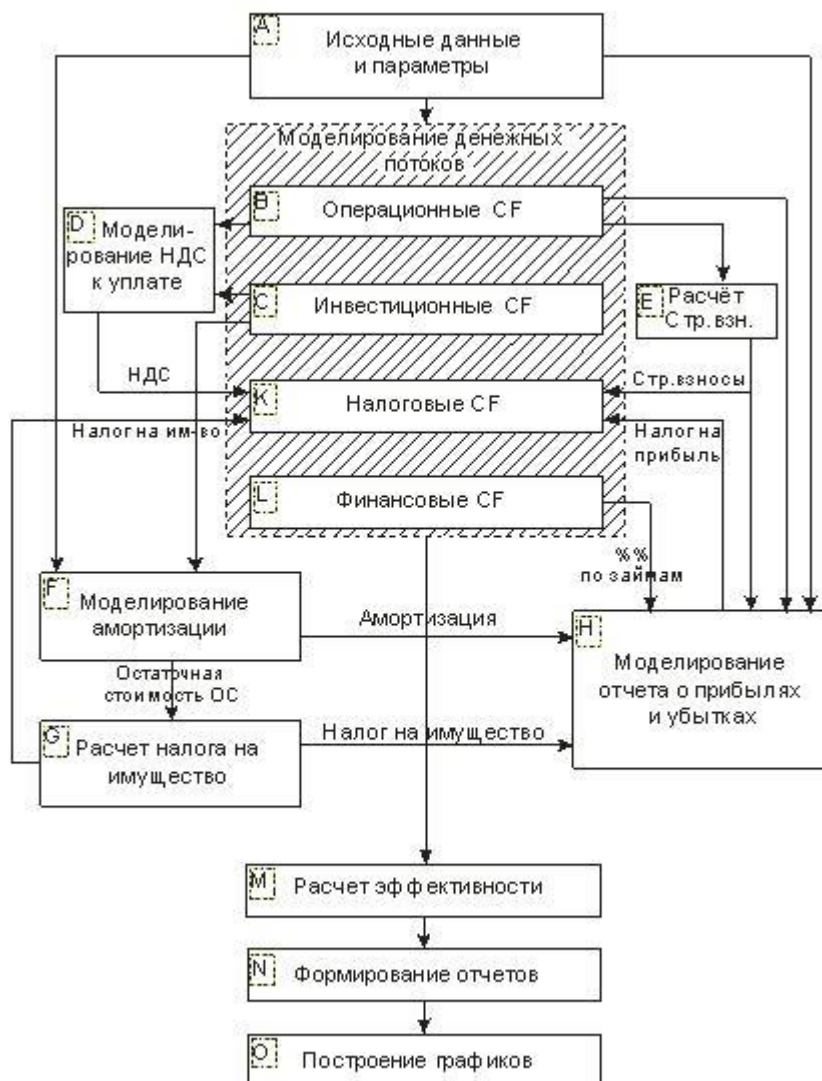 A
Исходные данные
и параметры
Моделирование денежных
потоков
B
Операционные CF
D
Модели-
рование НДС
к уплате
C
Инвестиционные CF
E
Расчёт
Стр.взн.
НДС
Стр.взносы
K
Налоговые CF
Налог на им-во
Налог на
прибыль
L
Финансовые CF
%%
по займам
F
Моделирование
амортизации
Амортизация
H
Моделирование
отчета о прибылях
и убытках
Остаточная
стоимость ОС
G
Расчет налога на
имущество
Налог на имущество
M
Расчет эффективности
N
Формирование отчетов
O
Построение графиков